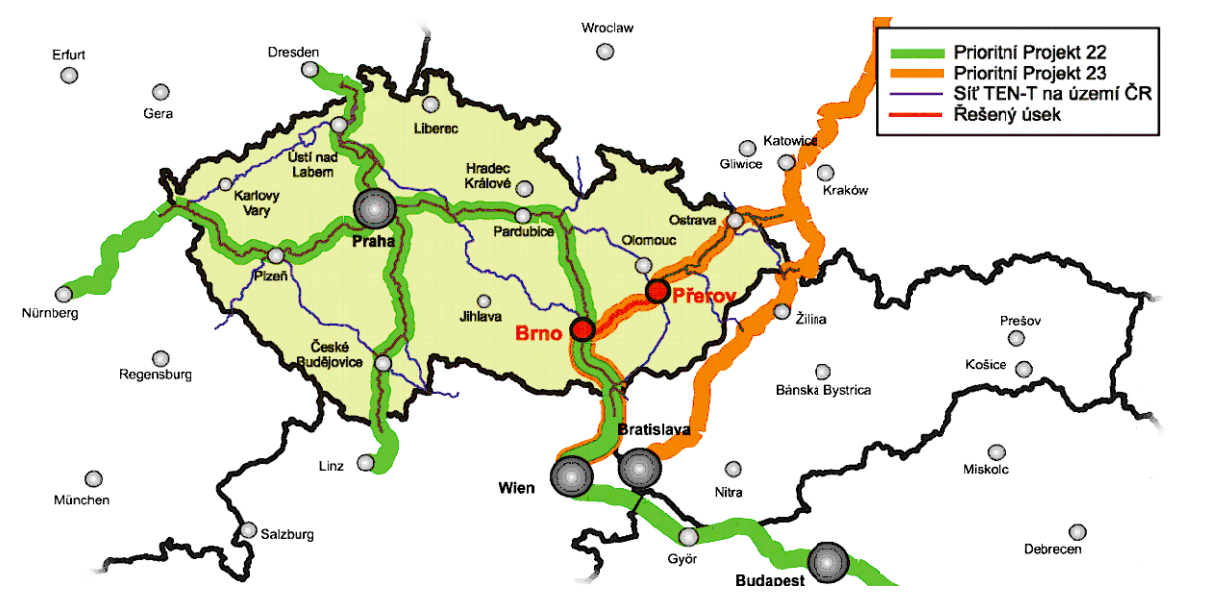 Wroclaw
Erfurt
Dresden
Prioritní Projekt 22
Prioritní Projekt 23
Síť TEN-T na území ČR
Řešený úsek
Gera
Liberec
Katowice
Gliwice
Ústí nad
Labem
Hradec
Králové
Kraków
Karlovy
Vary
Ostrava
Pardubice
Praha
Olomouc
Plzeň
Přerov
Nürnberg
Jihlava
Žilina
Prešov
Brno
České
Budějovice
Regensburg
Košice
Bánská Bystrica
Bratislava
Linz
Miskolc
Wien
Nitra
München
Salzburg
Györ
Debrecen
Budapest